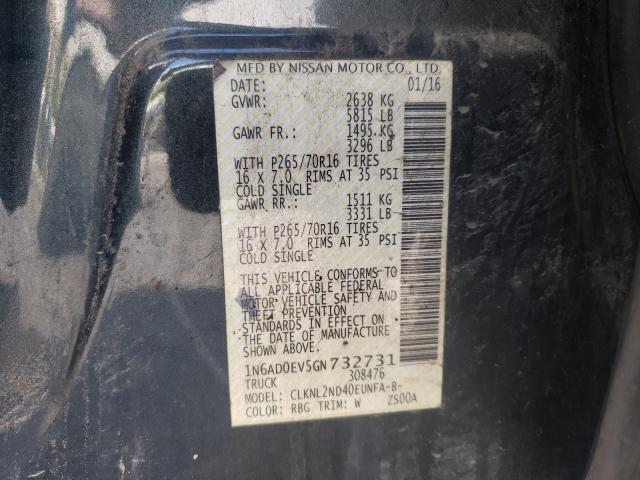 MFD BY NISSAN MOTOR CO., LTD.
DATE: 01/16
GVWR: 2638 KG
5815 LB
GAWR FR.: 1495 KG
3296 LB
WITH P265/70R16 TIRES
16 X 7.0 RIMS AT 35 PSI
COLD SINGLE
GAWR RR.: 1511 KG
3331 LB
WITH P265/70R16 TIRES
16 X 7.0 RIMS AT 35 PSI
COLD SINGLE
THIS VEHICLE CONFORMS TO
ALL APPLICABLE FEDERAL
MOTOR VEHICLE SAFETY AND
THEFT PREVENTION
STANDARDS IN EFFECT ON
THE DATE OF MANUFACTURE
SHOWN ABOVE.
1N6AD0EV5GN732731
TRUCK 308476
MODEL: CLKNL2ND40EUNFA-B-
COLOR: RBG TRIM: W ZS00A